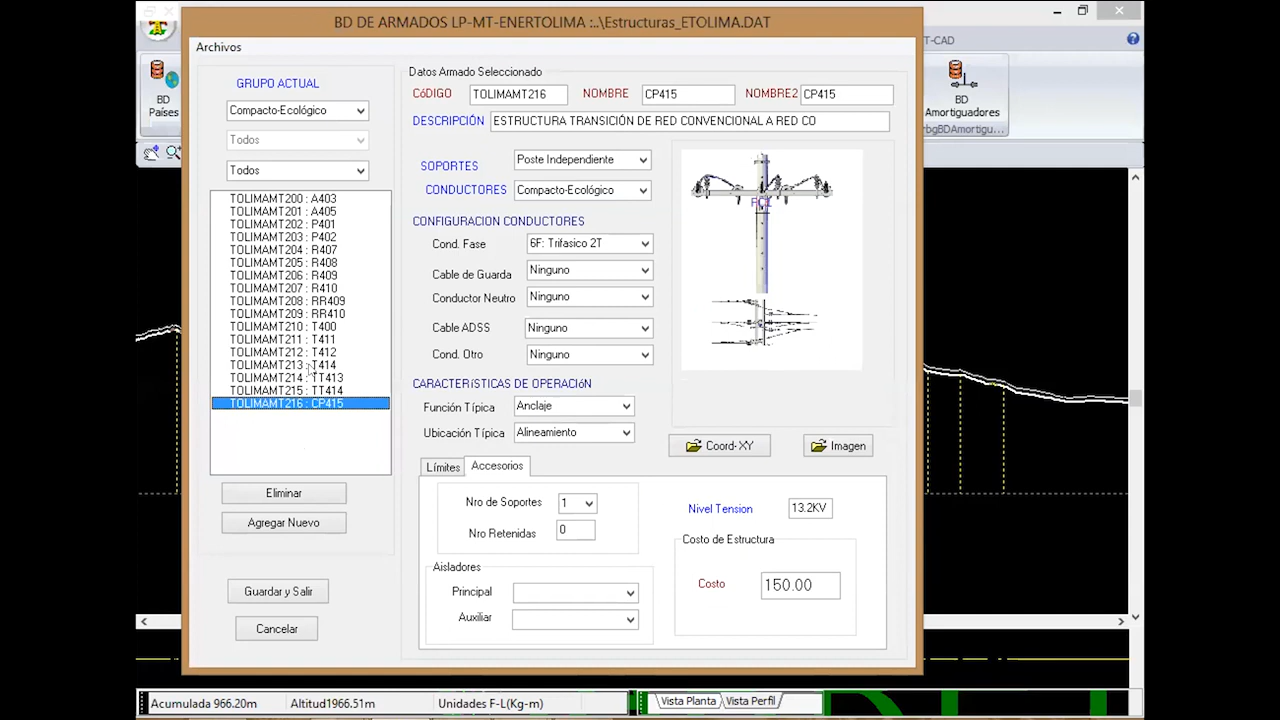 BD DE ARMADOS LP-MT-ENERTOLIMA :..\Estructuras_ETOLIMA.DAT
Archivos
T-CAD
BD
Países
BD
Amortiguadores
rbgBDAmortigu...
GRUPO ACTUAL
Compacto-Ecológico
Todos
Todos
TOLIMAMT200 : A403
TOLIMAMT201 : A405
TOLIMAMT202 : P401
TOLIMAMT203 : P402
TOLIMAMT204 : R407
TOLIMAMT205 : R408
TOLIMAMT206 : R409
TOLIMAMT207 : R410
TOLIMAMT208 : RR409
TOLIMAMT209 : RR410
TOLIMAMT210 : T400
TOLIMAMT211 : T411
TOLIMAMT212 : T412
TOLIMAMT213 : T414
TOLIMAMT214 : TT413
TOLIMAMT215 : TT414
TOLIMAMT216 : CP415
Eliminar
Agregar Nuevo
Guardar y Salir
Cancelar
Datos Armado Seleccionado
CóDIGO TOLIMAMT216 NOMBRE CP415 NOMBRE2 CP415
DESCRIPCIÓN ESTRUCTURA TRANSICIÓN DE RED CONVENCIONAL A RED CO
SOPORTES Poste Independiente
CONDUCTORES Compacto-Ecológico
CONFIGURACION CONDUCTORES
Cond. Fase 6F: Trifasico 2T
Cable de Guarda Ninguno
Conductor Neutro Ninguno
Cable ADSS Ninguno
Cond. Otro Ninguno
CARACTERíSTICAS DE OPERACIóN
Función Típica Anclaje
Ubicación Típica Alineamiento
Coord-XY Imagen
Límites Accesorios
Nro de Soportes 1
Nro Retenidas 0
Nivel Tension 13.2KV
Costo de Estructura
Costo 150.00
Aisladores
Principal
Auxiliar
Acumulada 966.20m Altitud1966.51m Unidades F-L(Kg-m) Vista Planta Vista Perfil